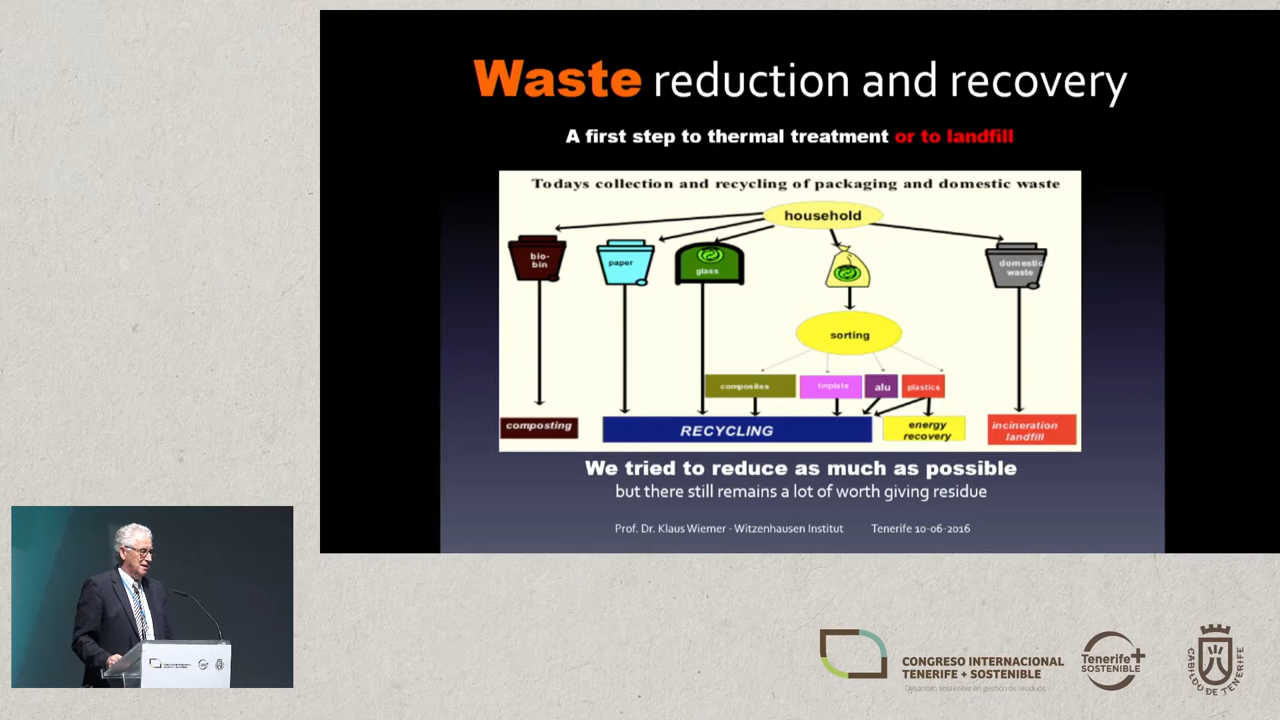 Waste reduction and recovery
A first step to thermal treatment or to landfill
Todays collection and recycling of packaging and domestic waste
household
bio-
bin
paper
glass
domestic
waste
sorting
composites
tinplate
alu
plastics
composting
RECYCLING
energy
recovery
incineration
landfill
We tried to reduce as much as possible
but there still remains a lot of worth giving residue
Prof. Dr. Klaus Wiemer - Witzenhausen Institut Tenerife 10-06-2016
CONGRESO INTERNACIONAL
TENERIFE + SOSTENIBLE
Desarrollo sostenible en gestión de residuos
Tenerife+
SOSTENIBLE
CABILDO DE TENERIFE